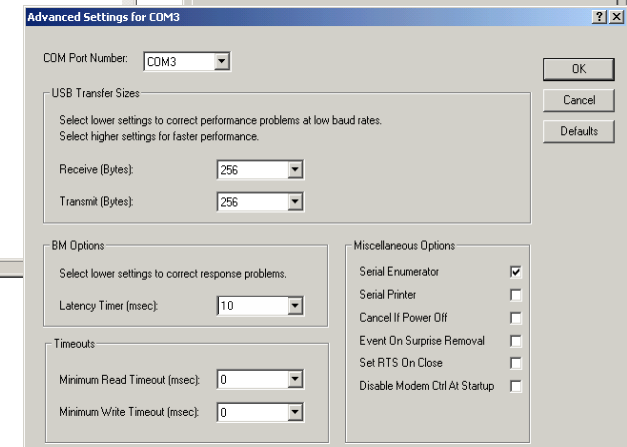 Advanced Settings for COM3
COM Port Number: COM3
OK
Cancel
Defaults
USB Transfer Sizes
Select lower settings to correct performance problems at low baud rates.
Select higher settings for faster performance.
Receive (Bytes): 256
Transmit (Bytes): 256
BM Options
Select lower settings to correct response problems.
Latency Timer (msec): 10
Timeouts
Minimum Read Timeout (msec): 0
Minimum Write Timeout (msec): 0
Miscellaneous Options
Serial Enumerator
Serial Printer
Cancel If Power Off
Event On Surprise Removal
Set RTS On Close
Disable Modem Ctrl At Startup